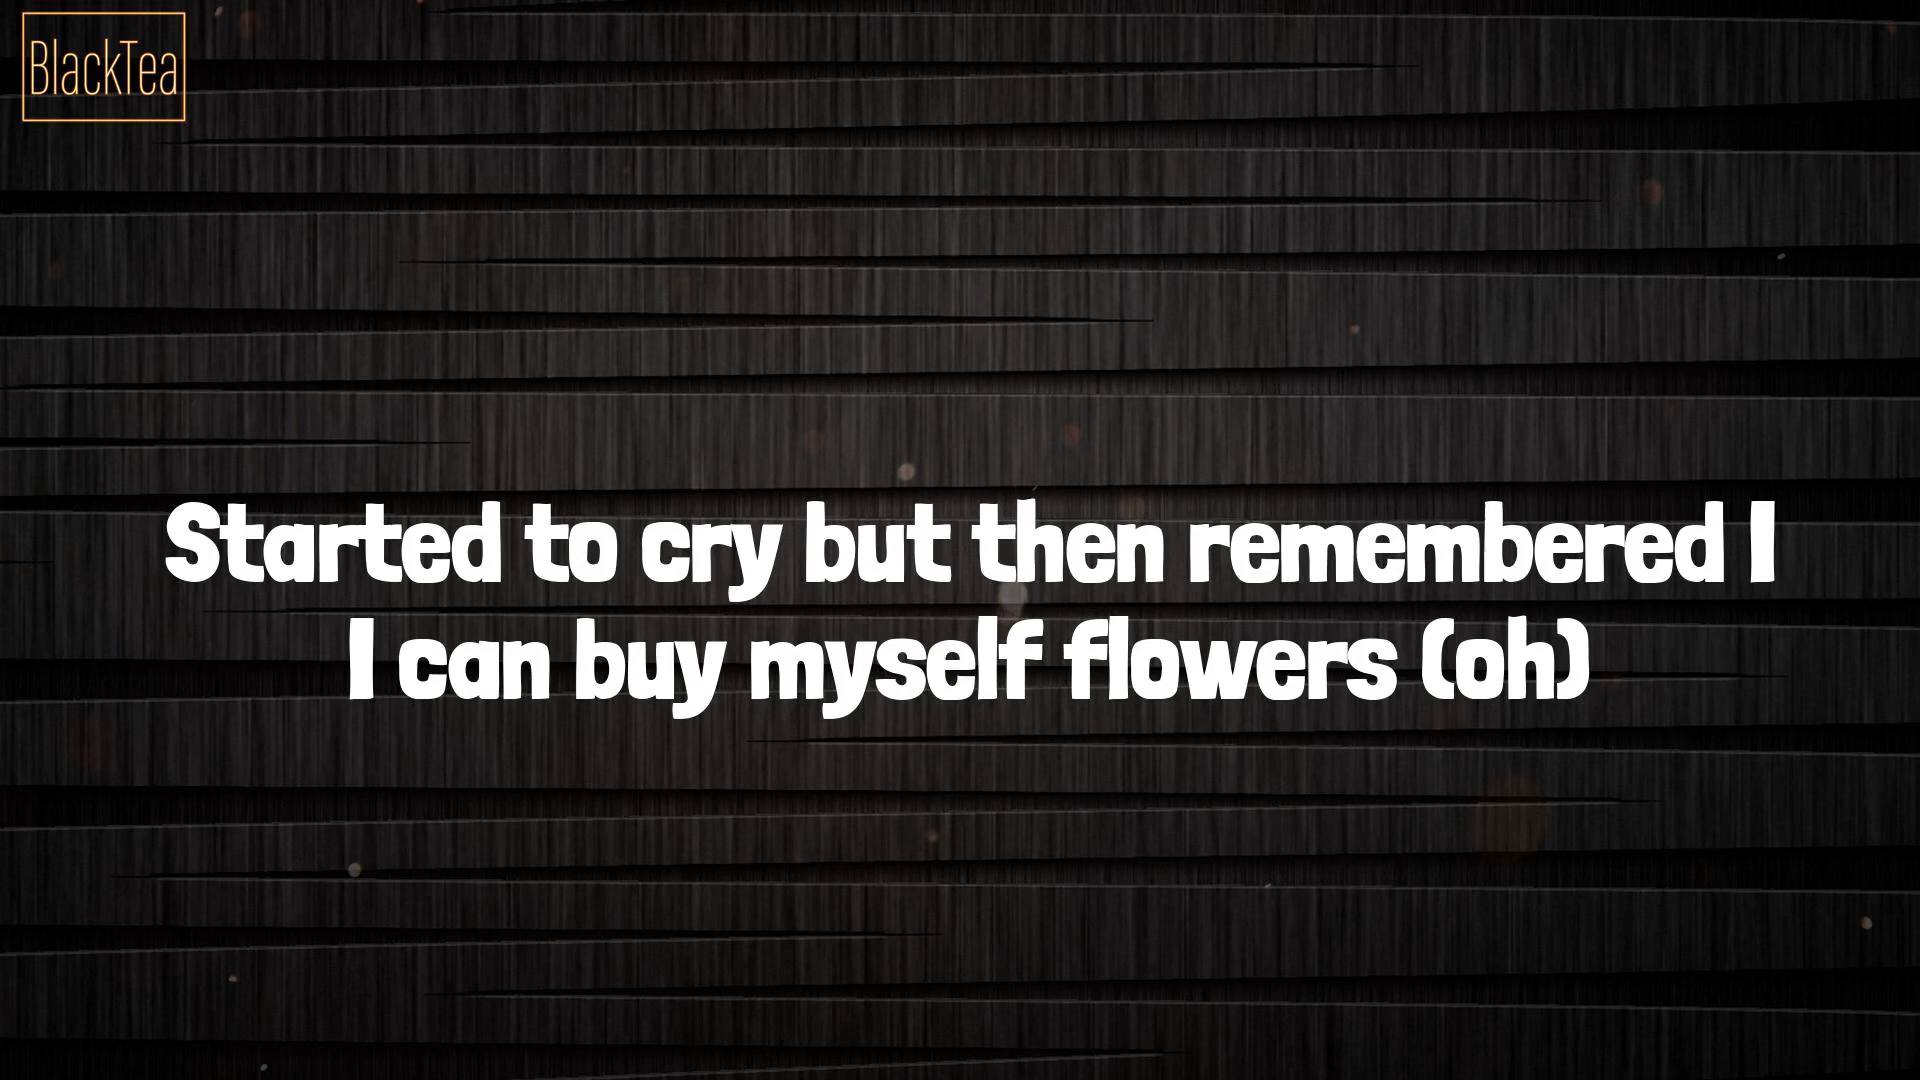 BlackTea
Started to cry but then remembered I
I can buy myself flowers (oh)